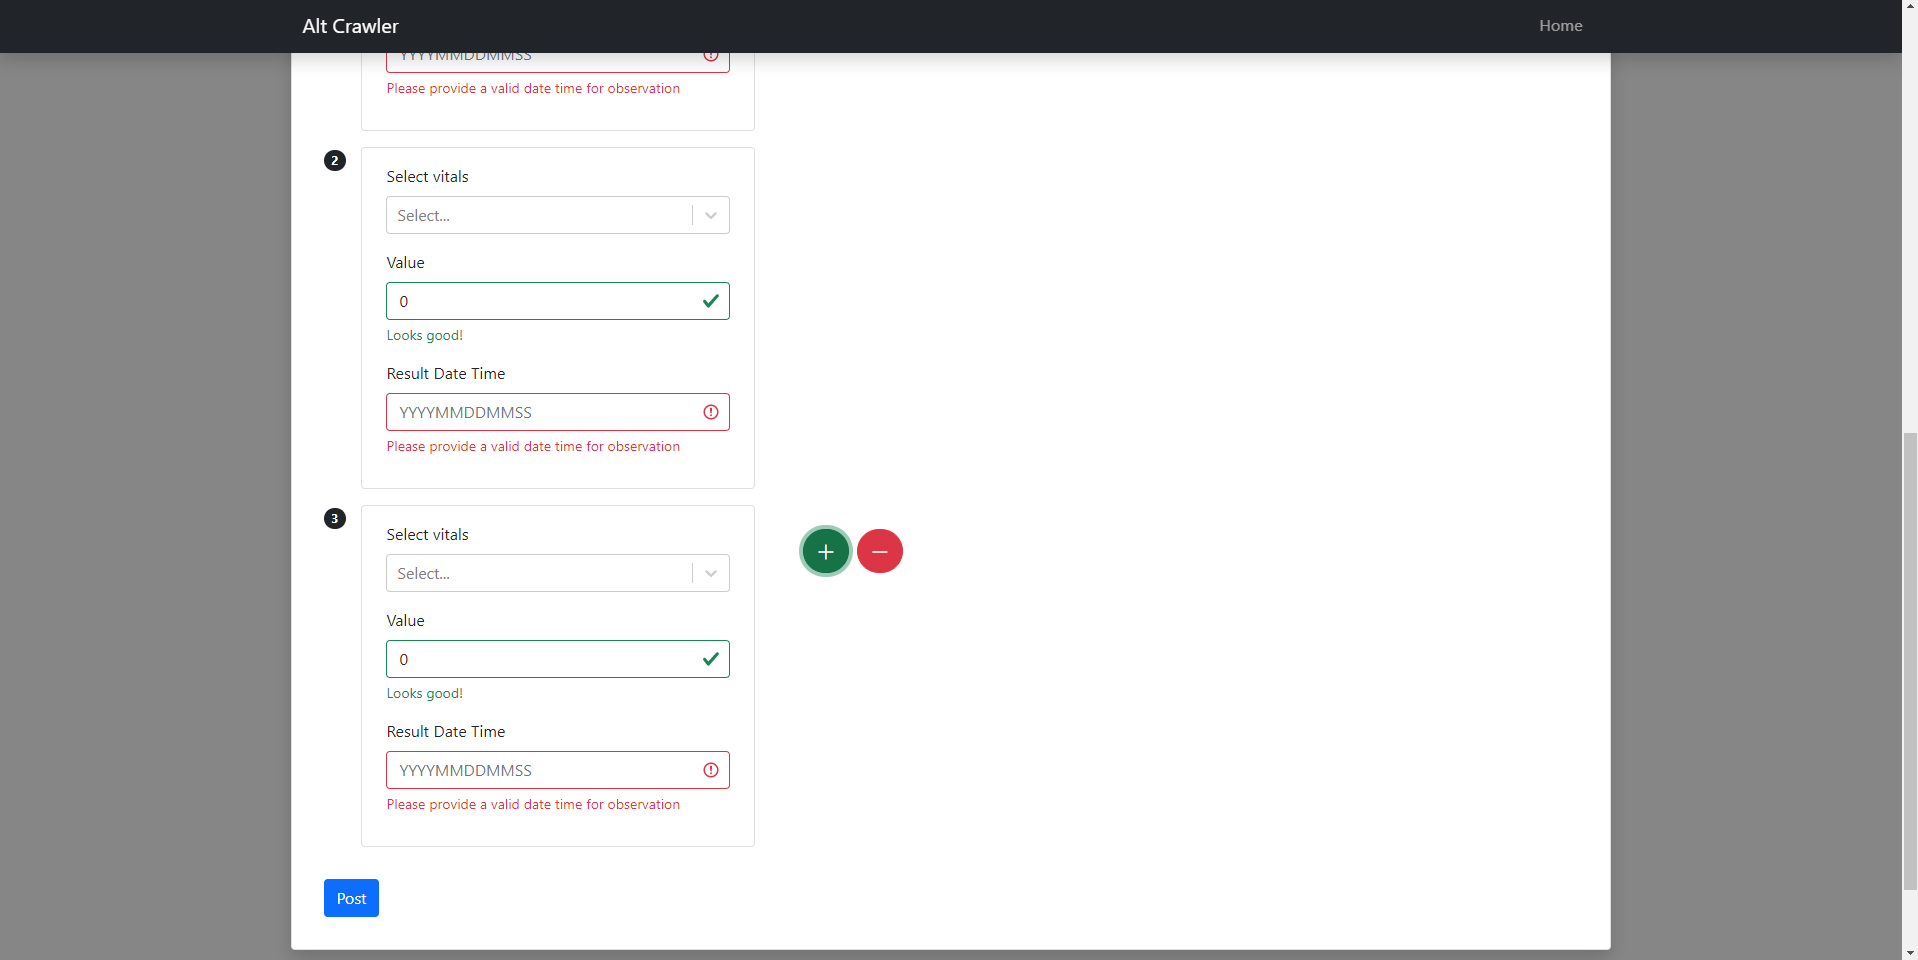 Alt Crawler
Home
YYYYMMDDMMSS
Please provide a valid date time for observation
2
Select vitals
Select...
Value
0
Looks good!
Result Date Time
YYYYMMDDMMSS
Please provide a valid date time for observation
3
Select vitals
Select...
Value
0
Looks good!
Result Date Time
YYYYMMDDMMSS
Please provide a valid date time for observation
Post